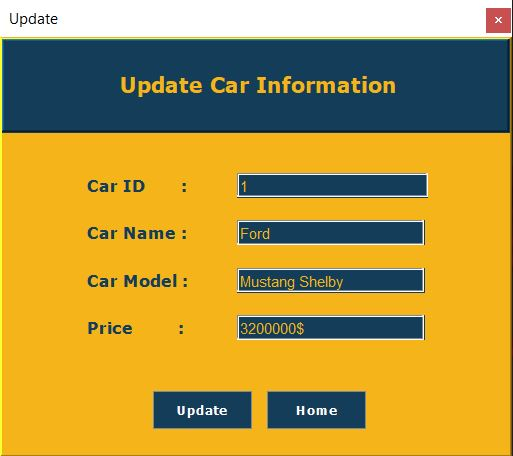 Update
Update Car Information
Car ID : 1
Car Name : Ford
Car Model : Mustang Shelby
Price : 3200000$
Update Home